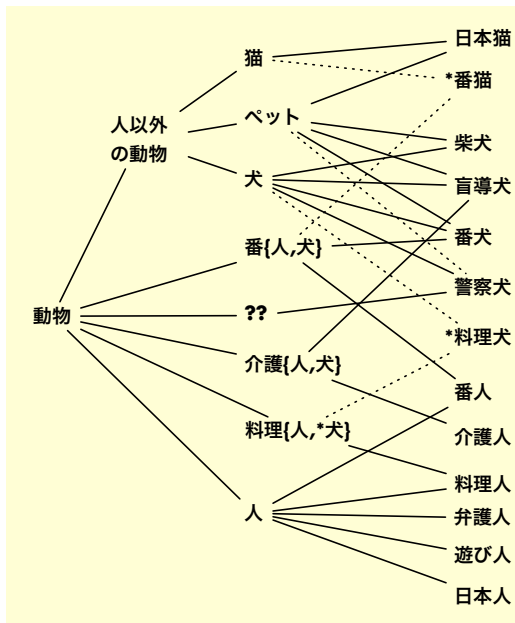 動物
人以外
の動物
猫
ペット
犬
番{人,犬}
??
介護{人,犬}
料理{人,*犬}
人
日本猫
*番猫
柴犬
盲導犬
番犬
警察犬
*料理犬
番人
介護人
料理人
弁護人
遊び人
日本人